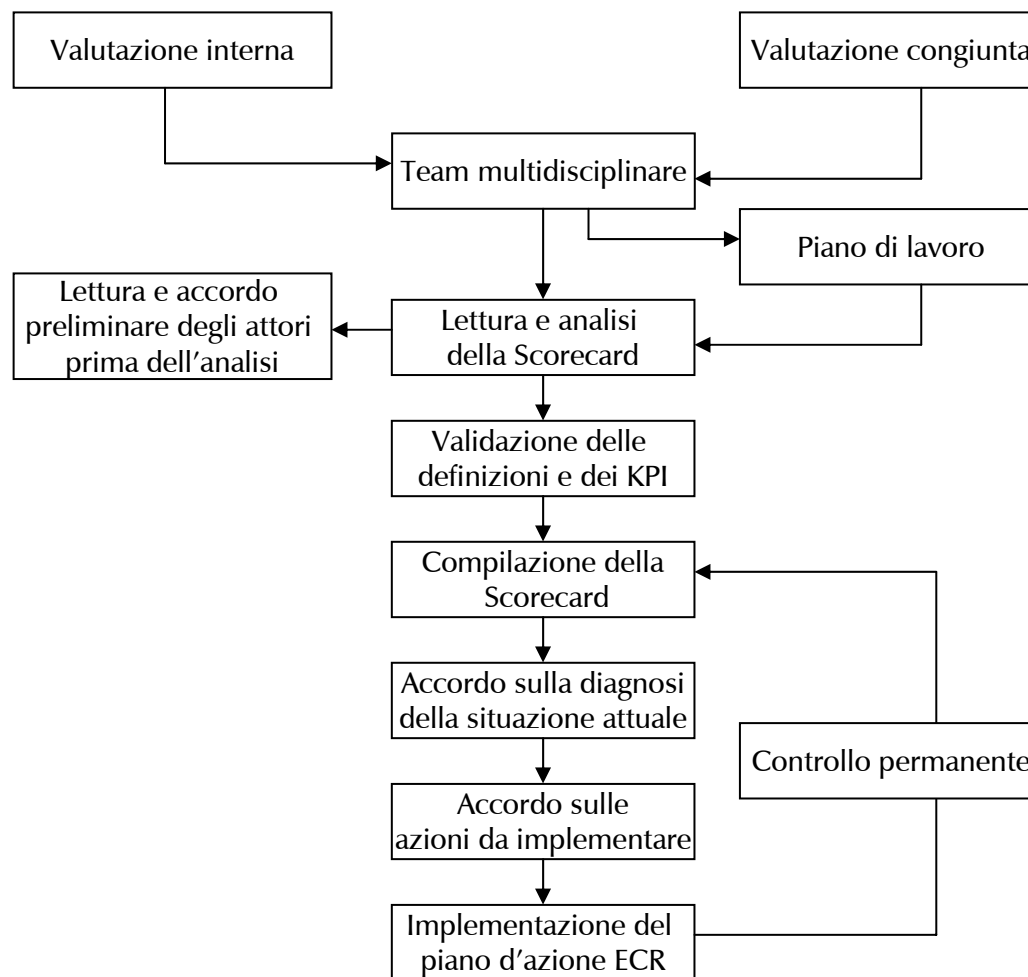 Valutazione interna
Valutazione congiunta
Team multidisciplinare
Piano di lavoro
Lettura e accordo
preliminare degli attori
prima dell’analisi
Lettura e analisi
della Scorecard
Validazione delle
definizioni e dei KPI
Compilazione della
Scorecard
Accordo sulla diagnosi
della situazione attuale
Controllo permanente
Accordo sulle
azioni da implementare
Implementazione del
piano d’azione ECR